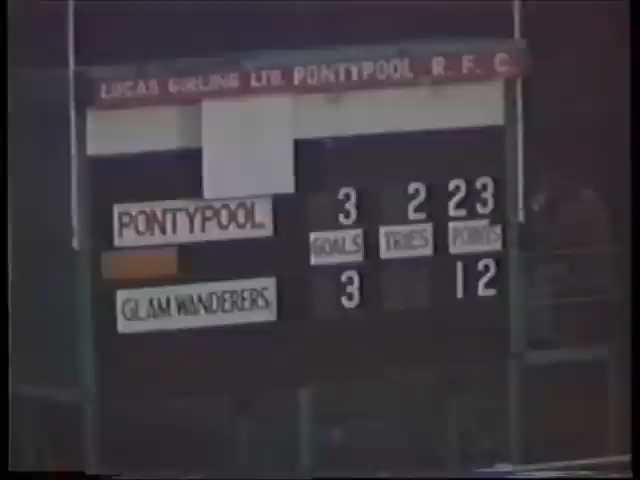 LUCAS GIRLING LTD. PONTYPOOL R. F. C.
PONTYPOOL 3 2 23
GOALS TRIES POINTS
GLAM WANDERERS 3 12